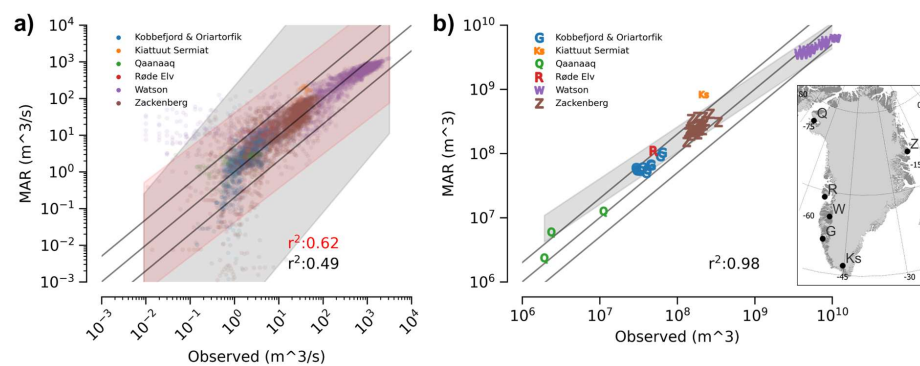 a)
MAR (m^3/s)
10^4
10^3
10^2
10^1
10^0
10^−1
10^−2
10^−3
Kobbefjord & Oriartorfik
Kiattuut Sermiat
Qaanaaq
Røde Elv
Watson
Zackenberg
r²:0.62
r²:0.49
10^−3
10^−2
10^−1
10^0
10^1
10^2
10^3
10^4
Observed (m^3/s)
b)
MAR (m^3)
10^10
10^9
10^8
10^7
10^6
G Kobbefjord & Oriartorfik
Ks Kiattuut Sermiat
Q Qaanaaq
R Røde Elv
W Watson
Z Zackenberg
Ks
R
G
Z
W
Q
Q
Q
r²:0.98
10^6
10^7
10^8
10^9
10^10
Observed (m^3)
80
Q
-75
Z
-15
R
W
-60
G
Ks
-45
-30